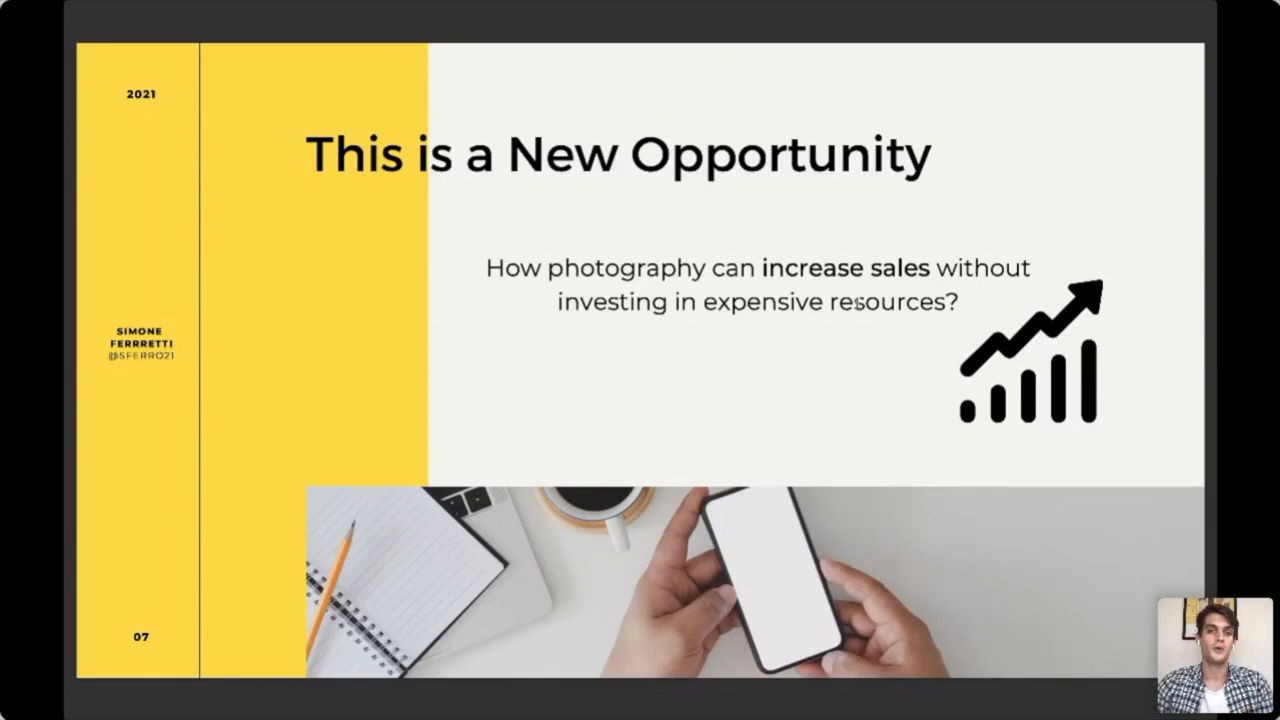 2021
This is a New Opportunity
How photography can increase sales without
investing in expensive resources?
SIMONE
FERRRETTI
@SFERRO21
07